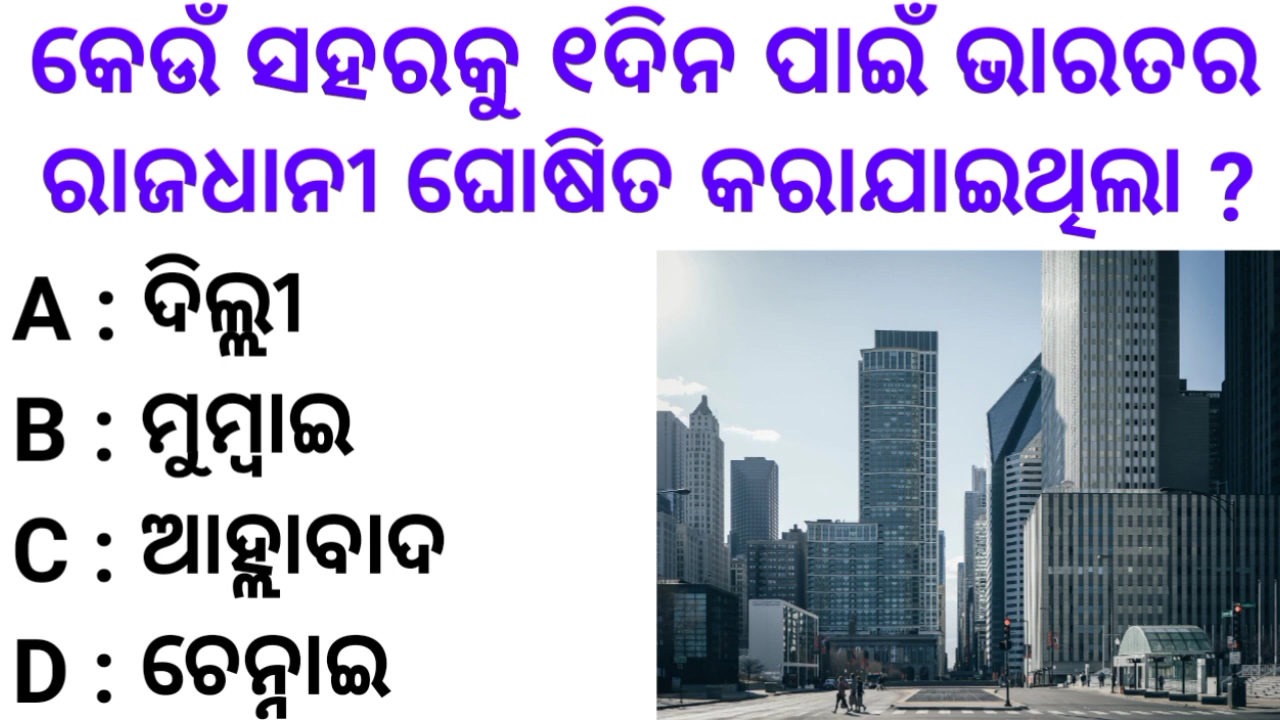 କେଉଁ ସହରକୁ ୧ଦିନ ପାଇଁ ଭାରତର
ରାଜଧାନୀ ଘୋଷିତ କରାଯାଇଥିଲା ?
A : ଦିଲ୍ଲୀ
B : ମୁମ୍ବାଇ
C : ଆହ୍ଲାବାଦ
D : ଚେନ୍ନାଇ